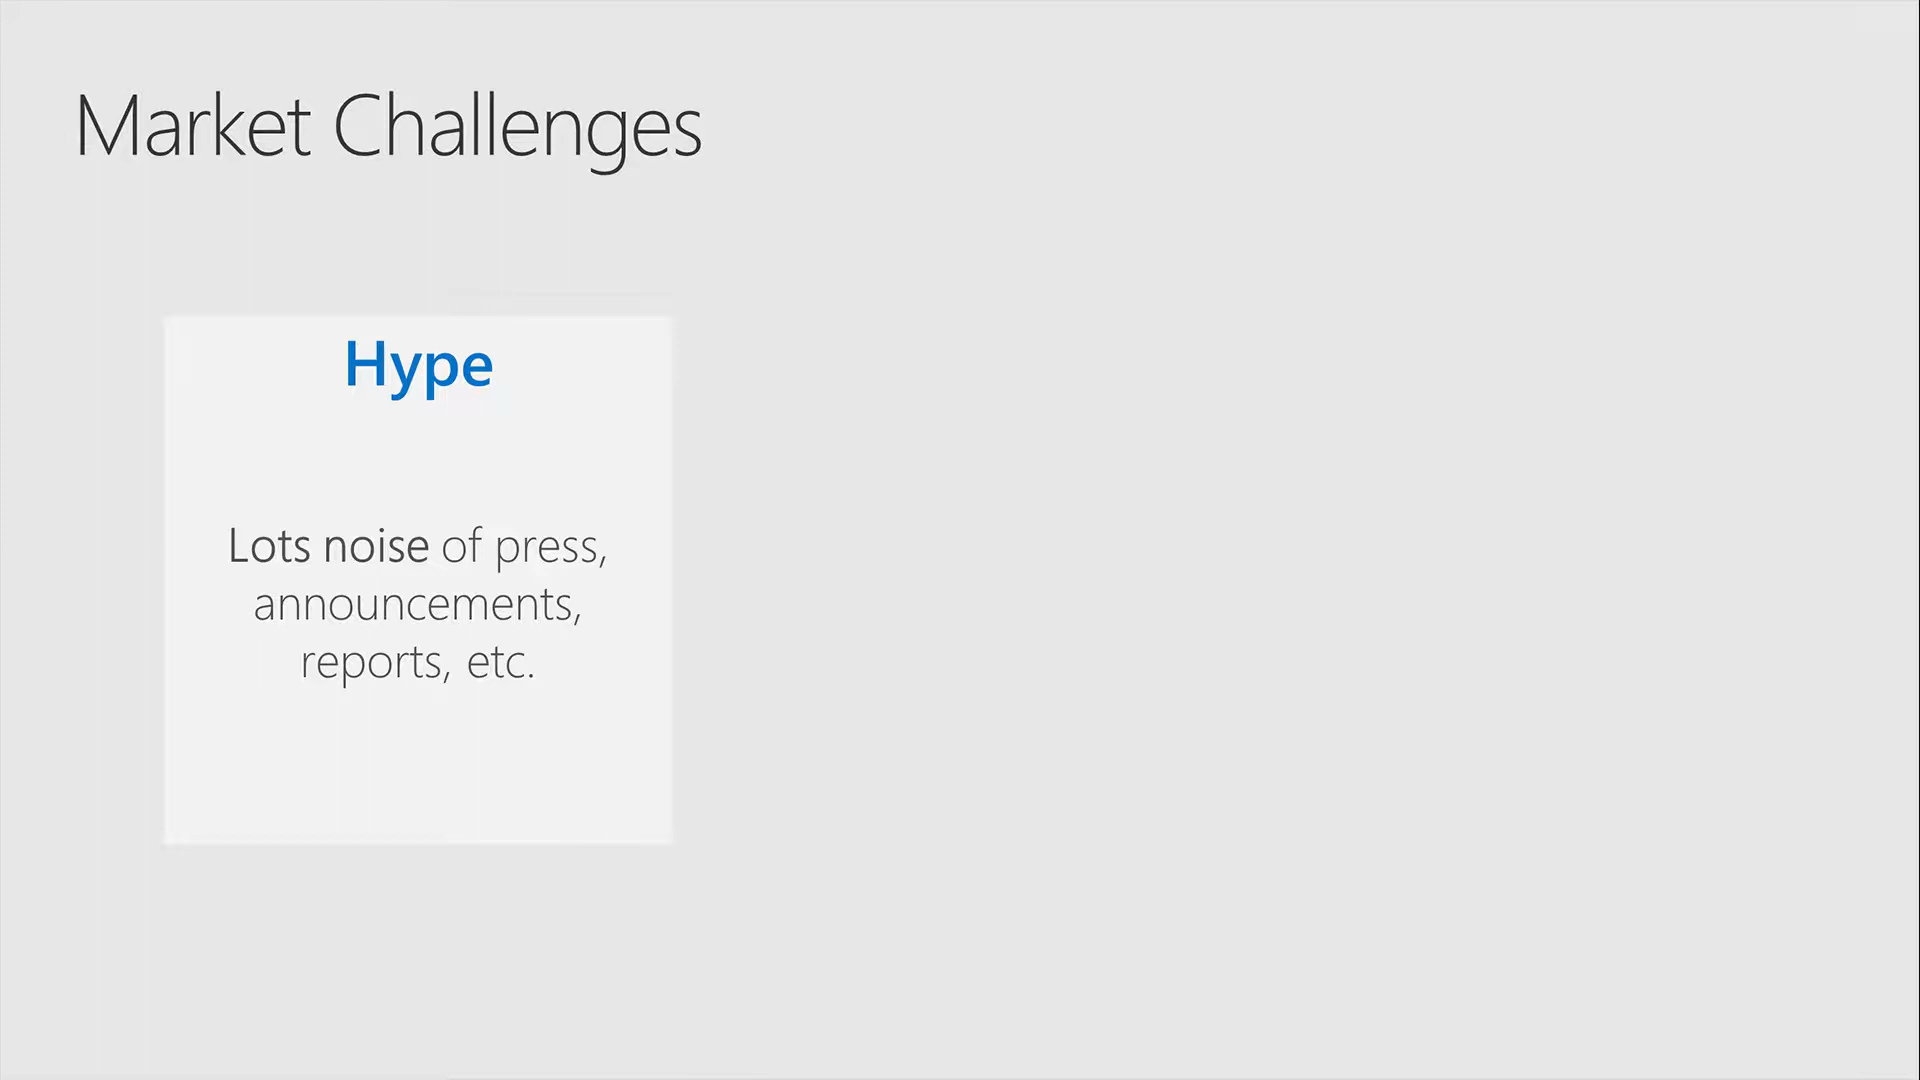 Market Challenges
Hype
Lots noise of press,
announcements,
reports, etc.